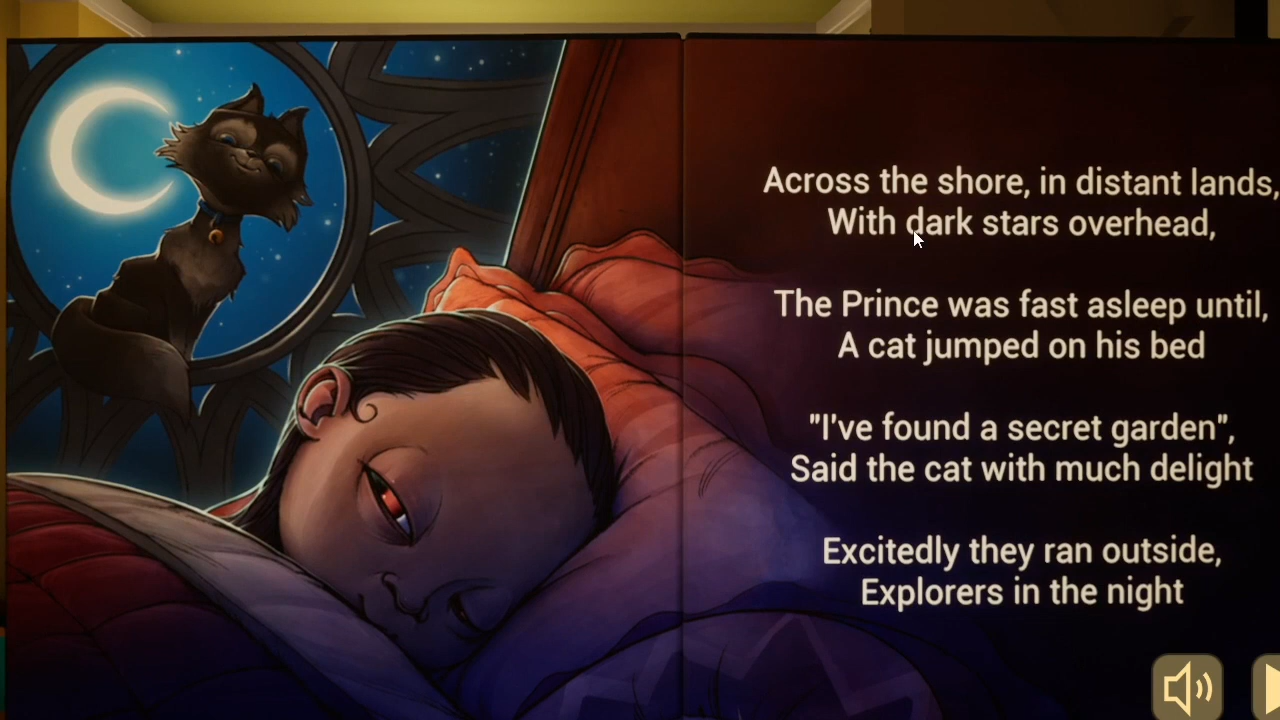 Across the shore, in distant lands,
With dark stars overhead,
The Prince was fast asleep until,
A cat jumped on his bed
"I've found a secret garden",
Said the cat with much delight
Excitedly they ran outside,
Explorers in the night